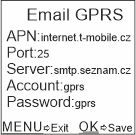 Email GPRS
APN:internet.t-mobile.cz
Port:25
Server:smtp.seznam.cz
Account:gprs
Password:gprs
MENU⇨Exit OK⇨Save